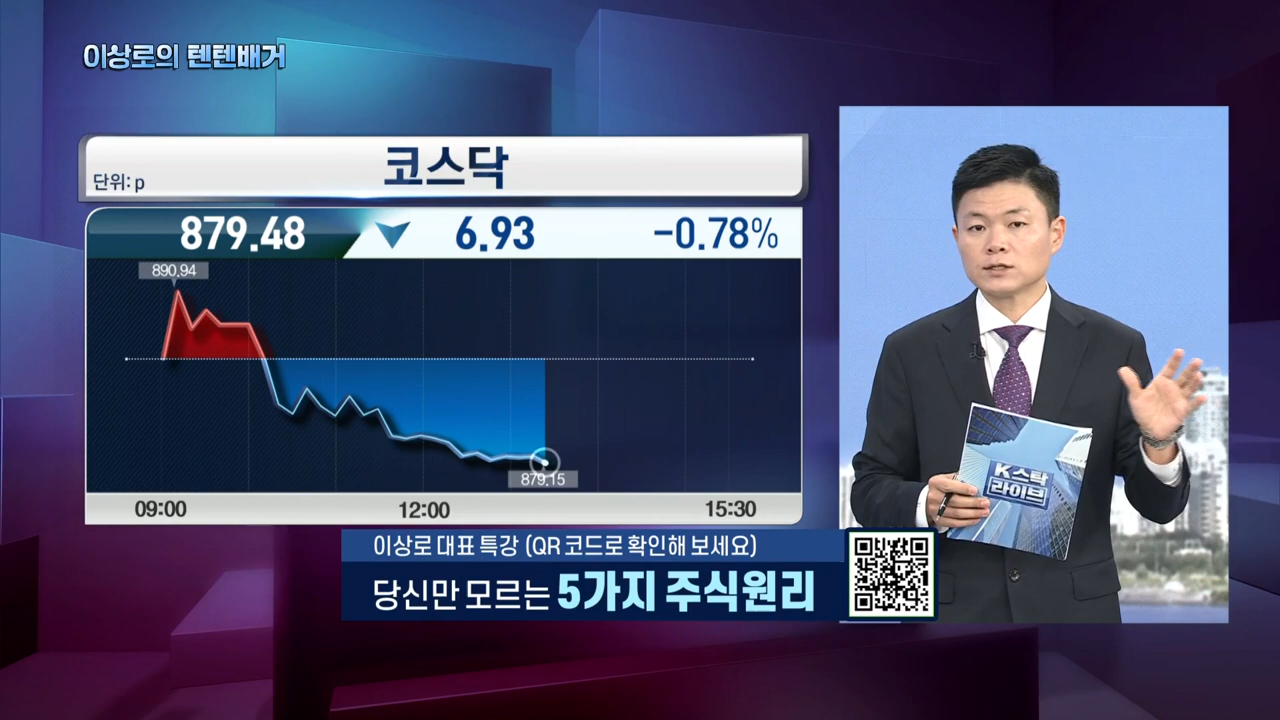 이상로의 텐텐배거
코스닥
단위:p
879.48 6.93 -0.78%
890.94
879.15
09:00 12:00 15:30
K스탁
라이브
이상로 대표 특강 (QR 코드로 확인해 보세요)
당신만 모르는 5가지 주식원리